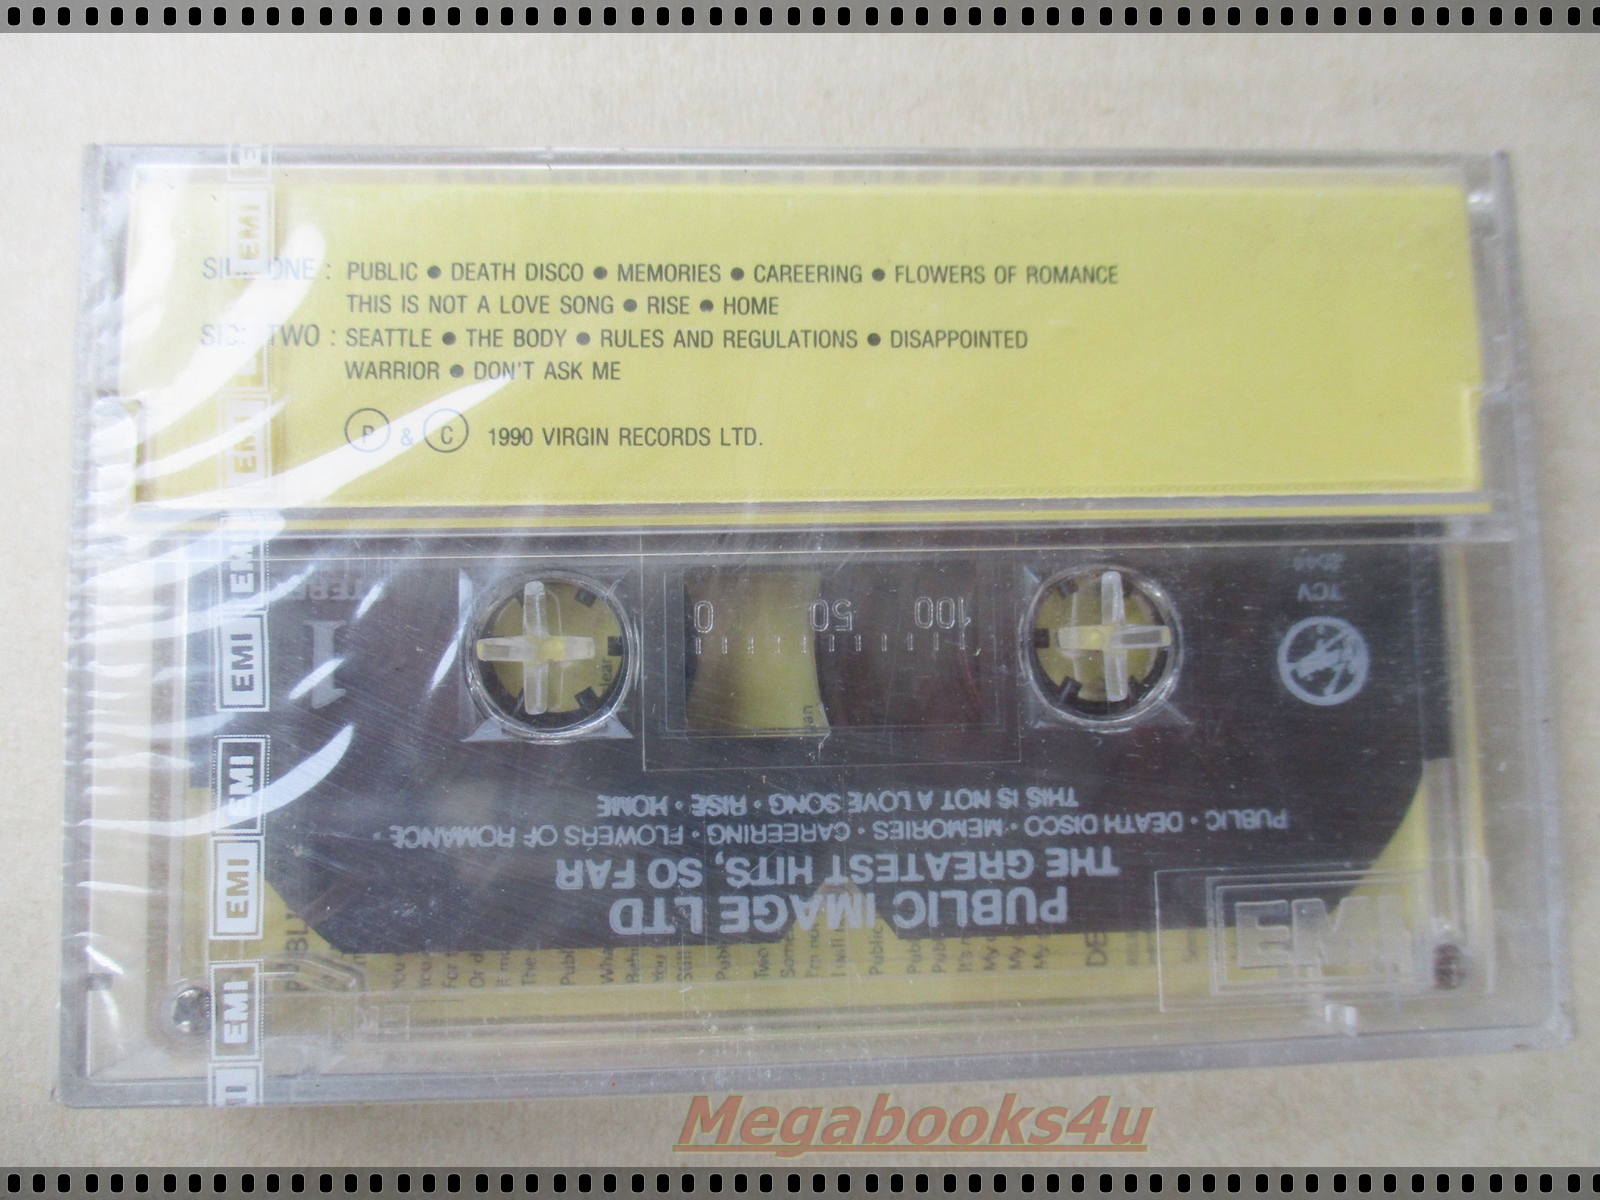 SIDE ONE : PUBLIC ● DEATH DISCO ● MEMORIES ● CAREERING ● FLOWERS OF ROMANCE
THIS IS NOT A LOVE SONG ● RISE ● HOME
SIDE TWO : SEATTLE ● THE BODY ● RULES AND REGULATIONS ● DISAPPOINTED
WARRIOR ● DON'T ASK ME
Ⓟ & Ⓒ 1990 VIRGIN RECORDS LTD.
EMI
EMI
EMI
EMI
EMI
EMI
EMI
1
0 50 100
TCV
PUBLIC IMAGE LTD
THE GREATEST HITS, SO FAR
PUBLIC • DEATH DISCO • MEMORIES • CAREERING • FLOWERS OF ROMANCE •
THIS IS NOT A LOVE SONG • RISE • HOME
EMI
Megabooks4u